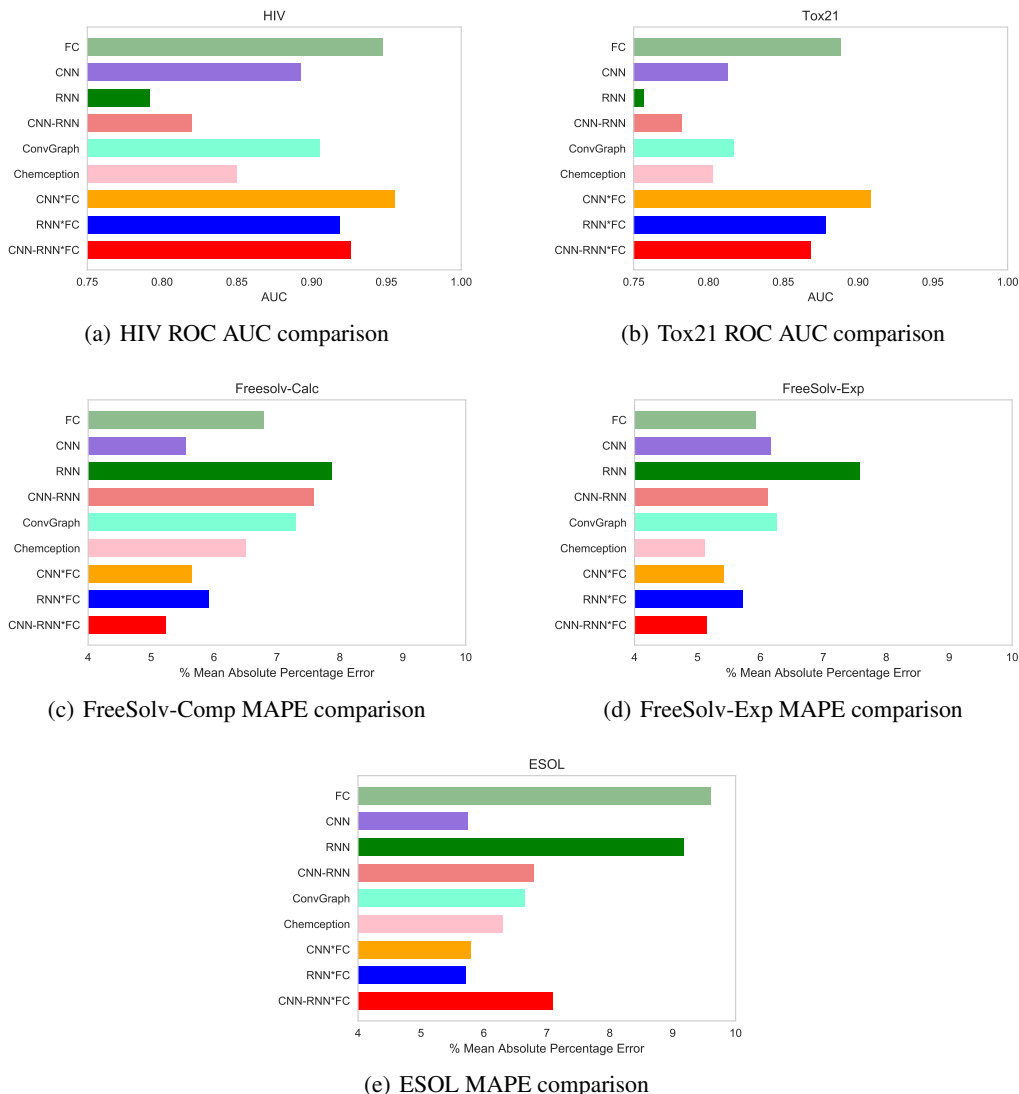 HIV
FC
CNN
RNN
CNN-RNN
ConvGraph
Chemception
CNN*FC
RNN*FC
CNN-RNN*FC
0.75 0.80 0.85 0.90 0.95 1.00
AUC
(a) HIV ROC AUC comparison
Tox21
FC
CNN
RNN
CNN-RNN
ConvGraph
Chemception
CNN*FC
RNN*FC
CNN-RNN*FC
0.75 0.80 0.85 0.90 0.95 1.00
AUC
(b) Tox21 ROC AUC comparison
Freesolv-Calc
FC
CNN
RNN
CNN-RNN
ConvGraph
Chemception
CNN*FC
RNN*FC
CNN-RNN*FC
4 5 6 7 8 9 10
% Mean Absolute Percentage Error
(c) FreeSolv-Comp MAPE comparison
FreeSolv-Exp
FC
CNN
RNN
CNN-RNN
ConvGraph
Chemception
CNN*FC
RNN*FC
CNN-RNN*FC
4 5 6 7 8 9 10
% Mean Absolute Percentage Error
(d) FreeSolv-Exp MAPE comparison
ESOL
FC
CNN
RNN
CNN-RNN
ConvGraph
Chemception
CNN*FC
RNN*FC
CNN-RNN*FC
4 5 6 7 8 9 10
% Mean Absolute Percentage Error
(e) ESOL MAPE comparison